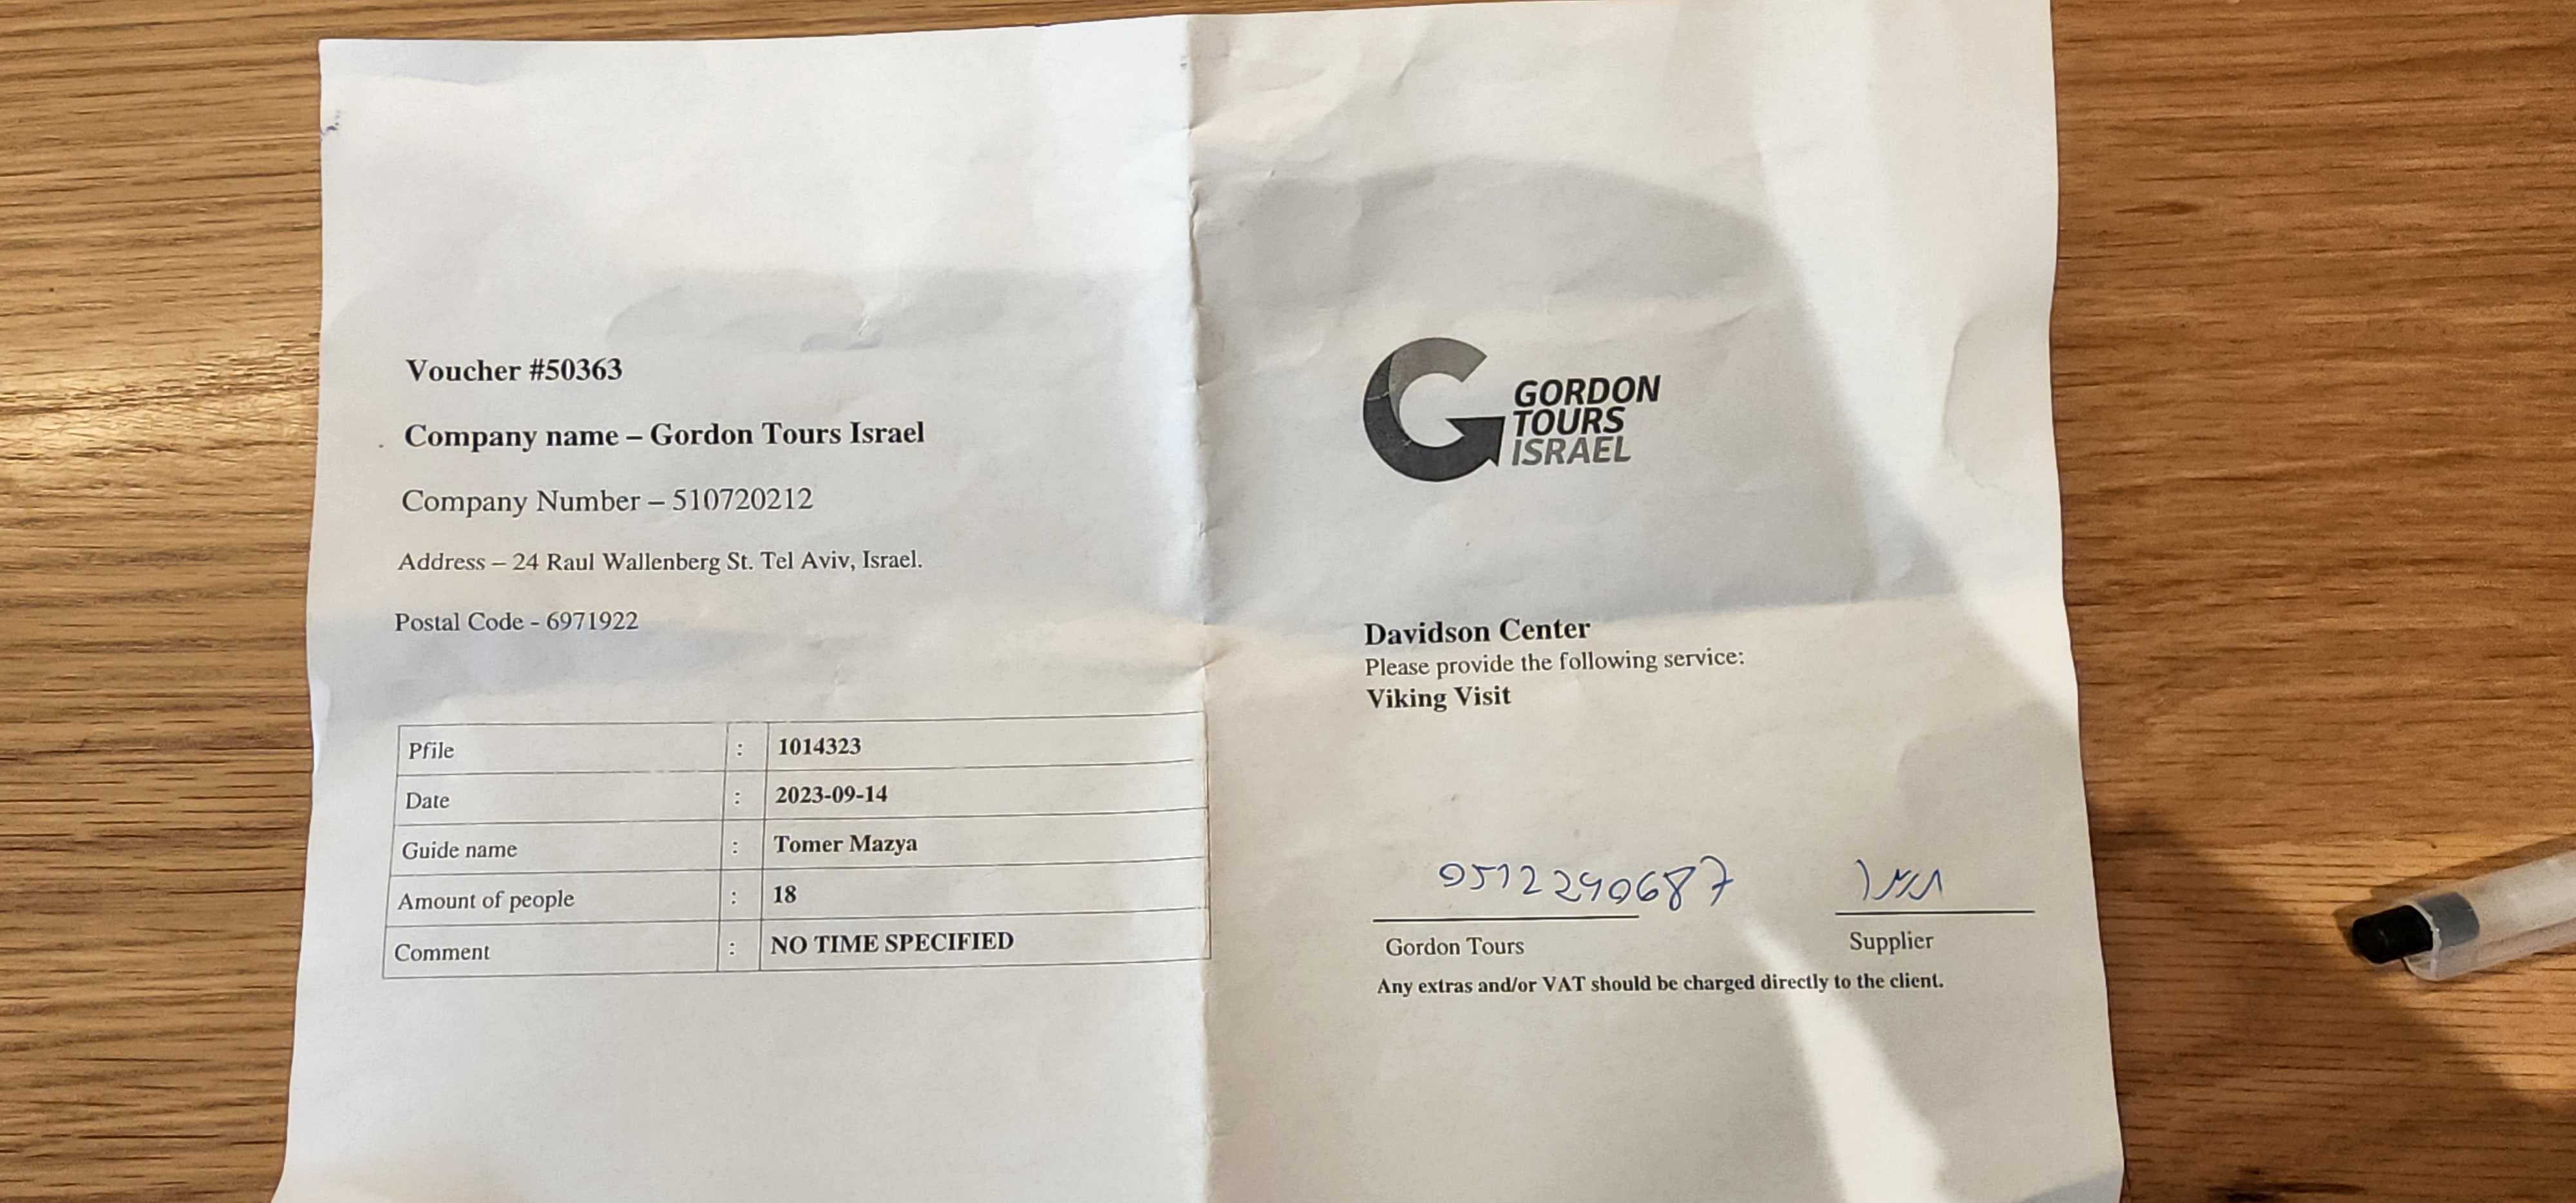 Voucher #50363
Company name – Gordon Tours Israel
Company Number – 510720212
Address – 24 Raul Wallenberg St. Tel Aviv, Israel.
Postal Code - 6971922
Pfile : 1014323
Date : 2023-09-14
Guide name : Tomer Mazya
Amount of people : 18
Comment : NO TIME SPECIFIED
GORDON
TOURS
ISRAEL
Davidson Center
Please provide the following service:
Viking Visit
Gordon Tours
Supplier
Any extras and/or VAT should be charged directly to the client.